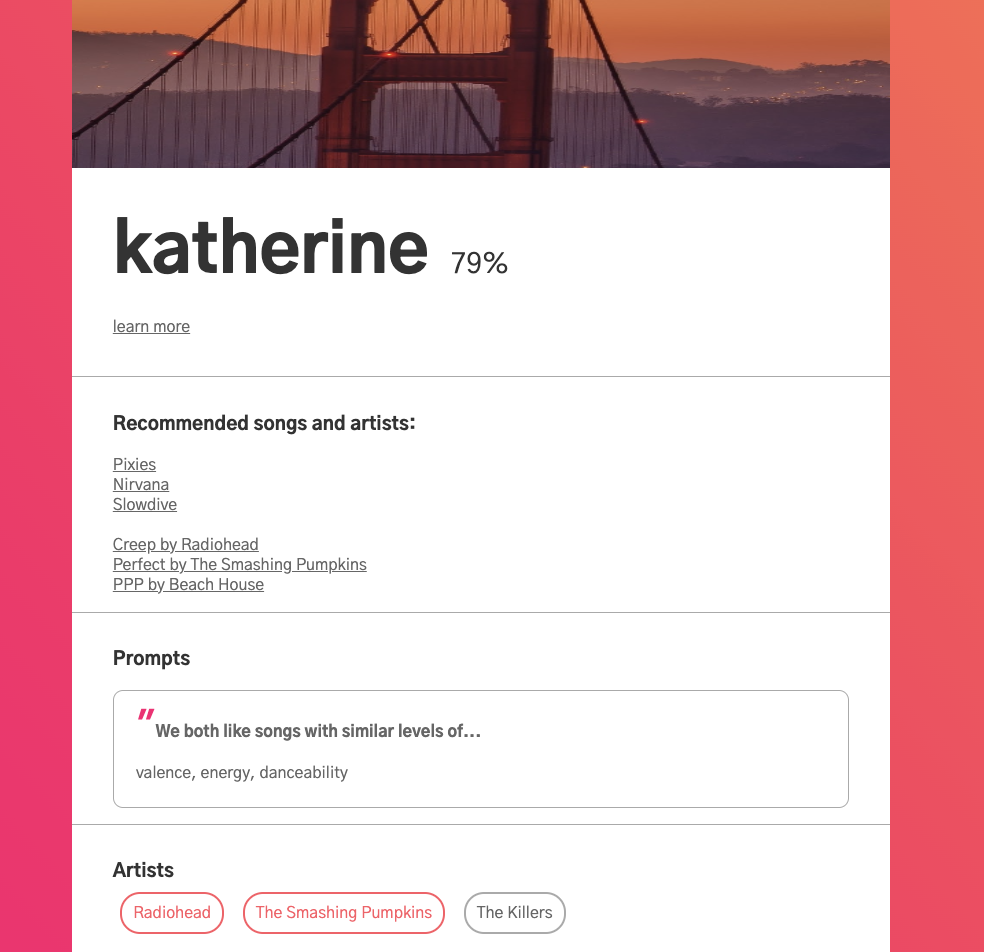 katherine 79%
learn more
Recommended songs and artists:
Pixies
Nirvana
Slowdive
Creep by Radiohead
Perfect by The Smashing Pumpkins
PPP by Beach House
Prompts
"We both like songs with similar levels of...
valence, energy, danceability
Artists
Radiohead The Smashing Pumpkins The Killers